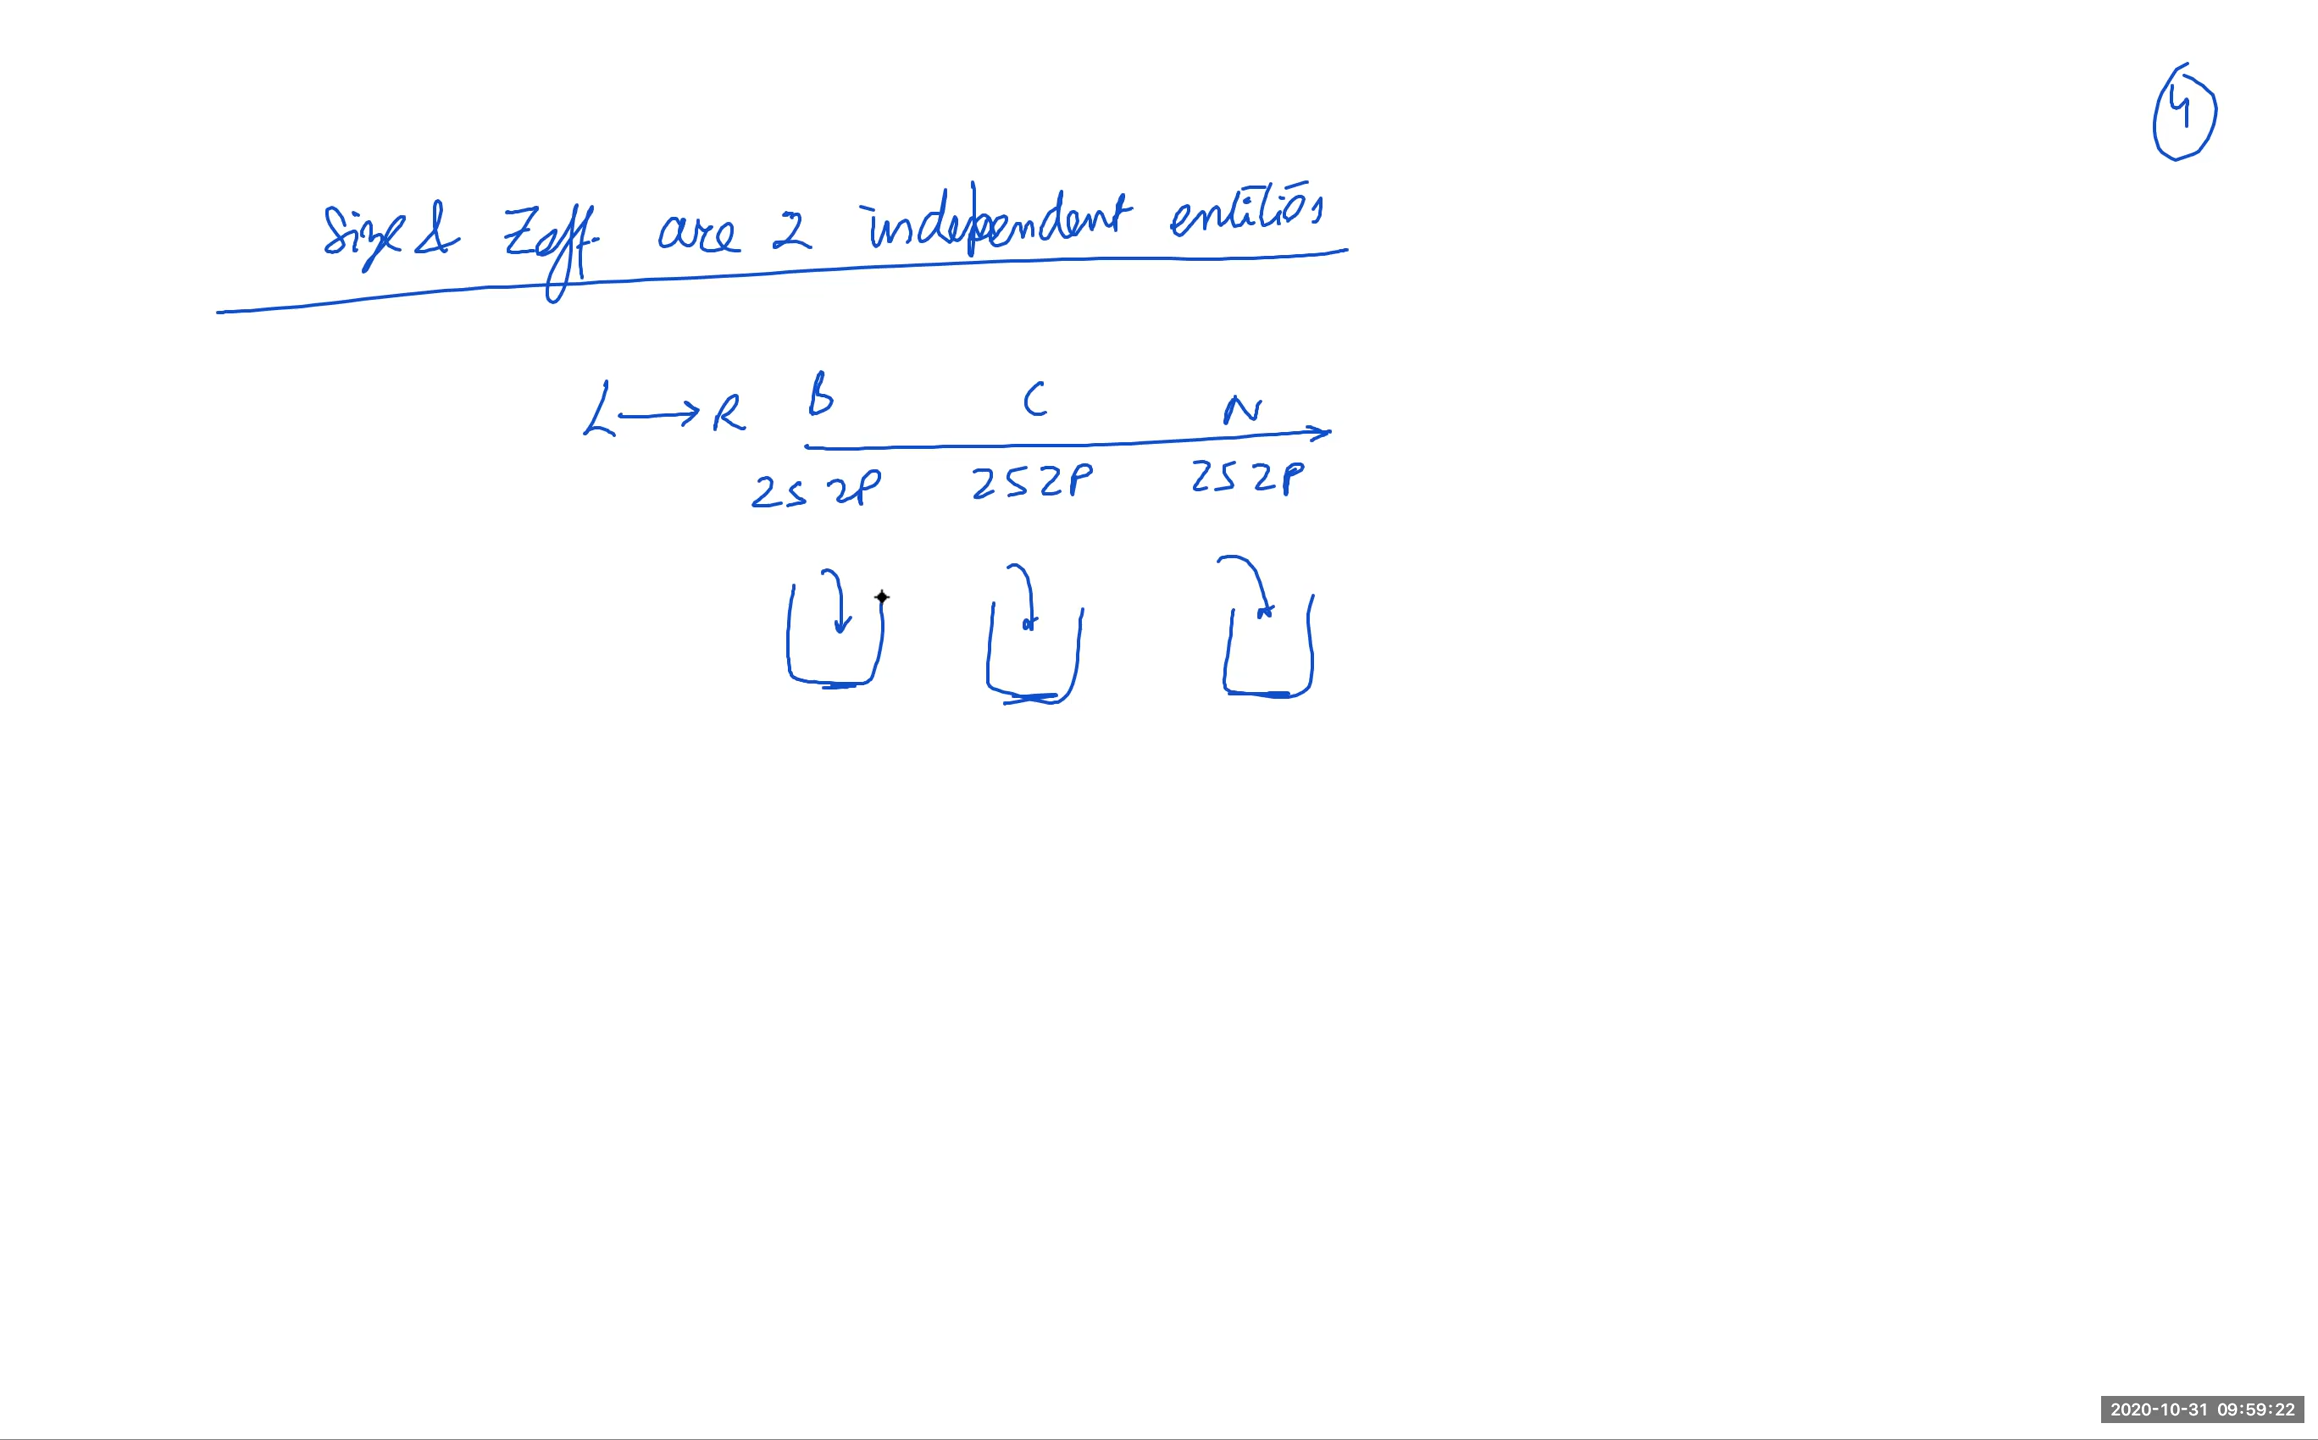 4
Size & Zeff. are 2 independent entities
L → R B C N
2s 2p 2s 2p 2s 2p
2020-10-31 09:59:22